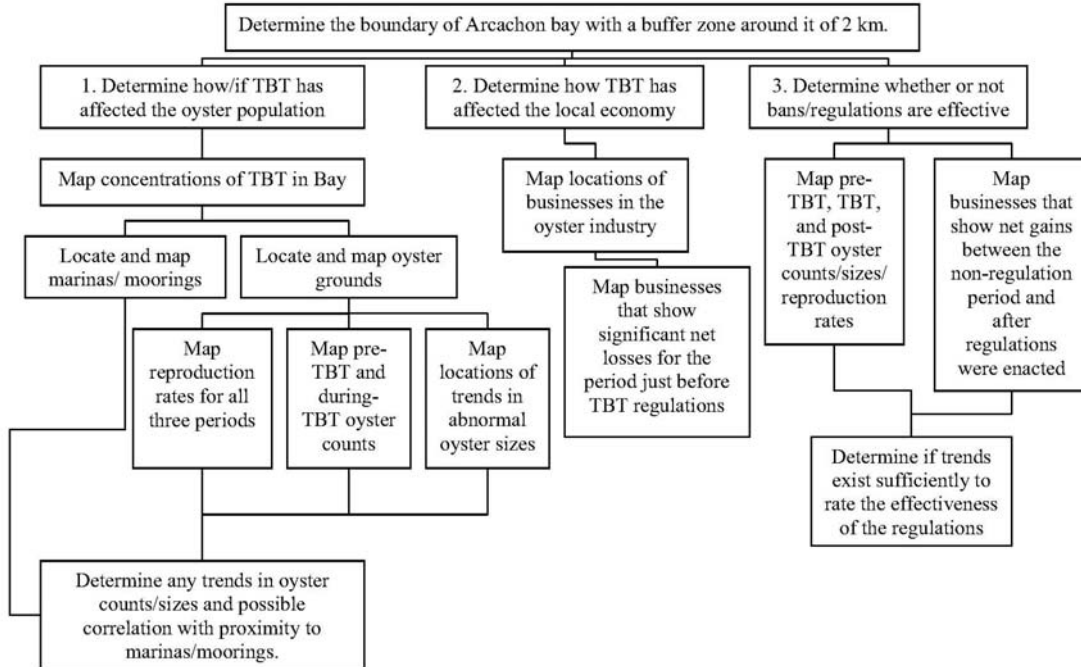 Determine the boundary of Arcachon bay with a buffer zone around it of 2 km.
1. Determine how/if TBT has
affected the oyster population
2. Determine how TBT has
affected the local economy
3. Determine whether or not
bans/regulations are effective
Map concentrations of TBT in Bay
Locate and map
marinas/ moorings
Locate and map oyster
grounds
Map
reproduction
rates for all
three periods
Map pre-
TBT and
during-
TBT oyster
counts
Map
locations of
trends in
abnormal
oyster sizes
Determine any trends in oyster
counts/sizes and possible
correlation with proximity to
marinas/moorings.
Map locations of
businesses in the
oyster industry
Map businesses
that show
significant net
losses for the
period just before
TBT regulations
Map pre-
TBT, TBT,
and post-
TBT oyster
counts/sizes/
reproduction
rates
Map
businesses that
show net gains
between the
non-regulation
period and
after
regulations
were enacted
Determine if trends
exist sufficiently to
rate the effectiveness
of the regulations